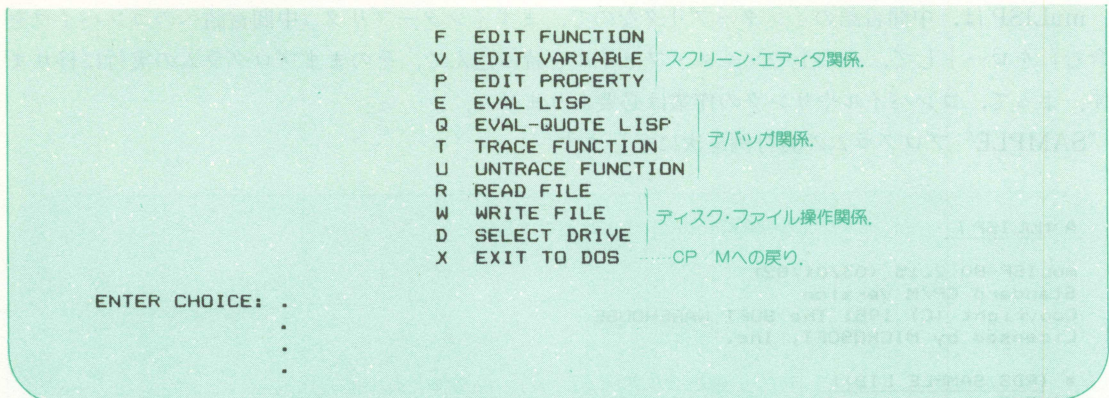 F EDIT FUNCTION
V EDIT VARIABLE
P EDIT PROPERTY
スクリーン・エディタ関係.
E EVAL LISP
Q EVAL-QUOTE LISP
T TRACE FUNCTION
U UNTRACE FUNCTION
デバッガ関係.
R READ FILE
W WRITE FILE
D SELECT DRIVE
ディスク・ファイル操作関係.
X EXIT TO DOS ……CP/Mへの戻り.
ENTER CHOICE: .
.
.
.